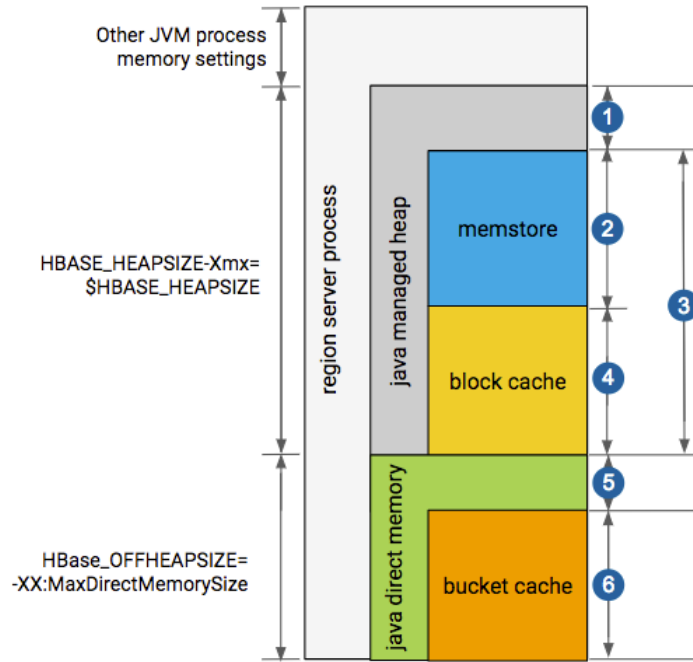 Other JVM process
memory settings
HBASE_HEAPSIZE-Xmx=
$HBASE_HEAPSIZE
HBase_OFFHEAPSIZE=
-XX:MaxDirectMemorySize
region server process
java managed heap
java direct memory
memstore
block cache
bucket cache
1
2
3
4
5
6